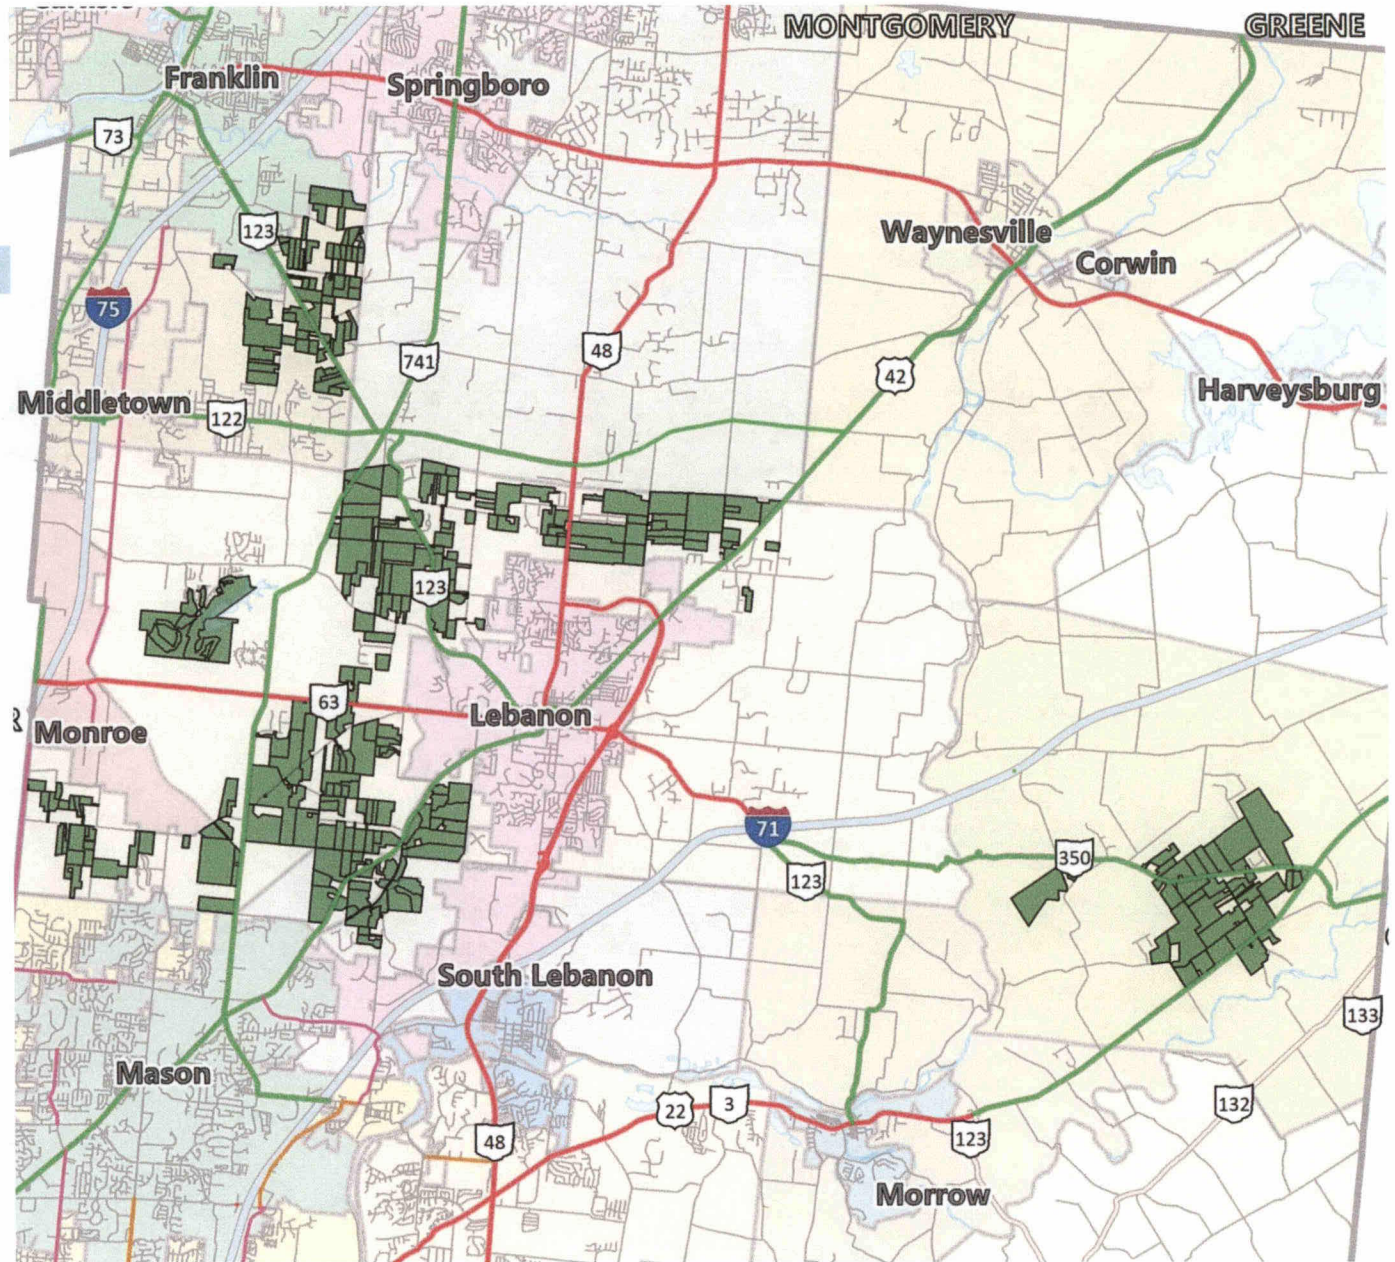 MONTGOMERY
GREENE
Franklin
Springboro
73
123
Waynesville
Corwin
75
741
48
42
Middletown
122
Harveysburg
123
63
Lebanon
Monroe
71
350
123
South Lebanon
133
Mason
22
3
132
48
123
Morrow